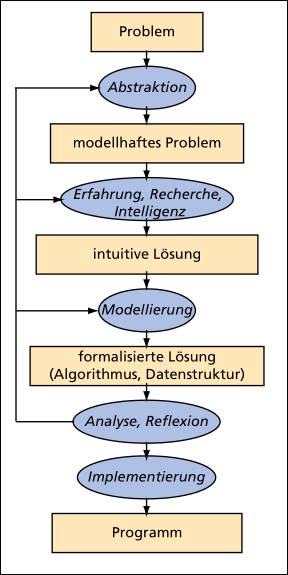 Problem
Abstraktion
modellhaftes Problem
Erfahrung, Recherche,
Intelligenz
intuitive Lösung
Modellierung
formalisierte Lösung
(Algorithmus, Datenstruktur)
Analyse, Reflexion
Implementierung
Programm